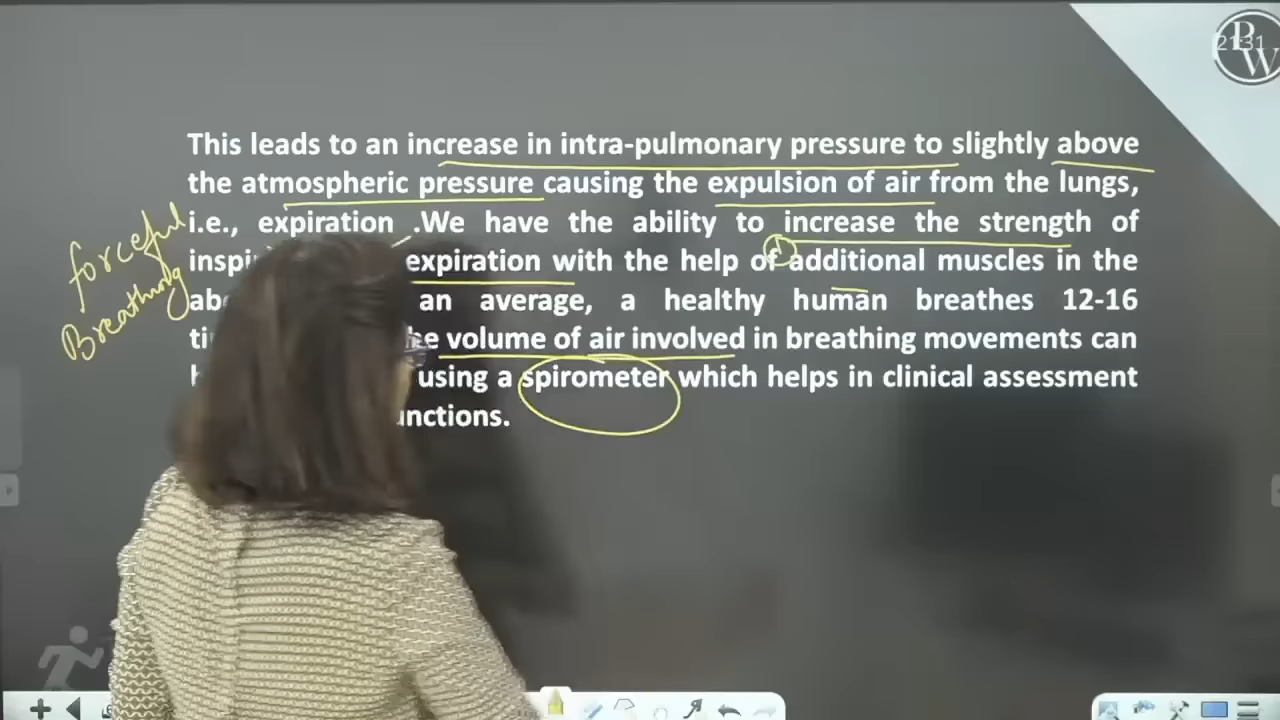 This leads to an increase in intra-pulmonary pressure to slightly above
the atmospheric pressure causing the expulsion of air from the lungs,
i.e., expiration .We have the ability to increase the strength of
expiration with the help of additional muscles in the
an average, a healthy human breathes 12-16
volume of air involved in breathing movements can
using a spirometer which helps in clinical assessment
forceful
Breathing
PW
21:31